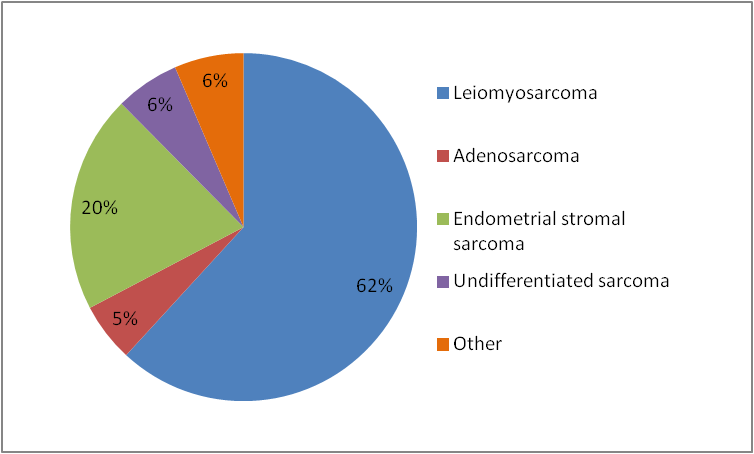 6%
6%
20%
5%
62%
Leiomyosarcoma
Adenosarcoma
Endometrial stromal
sarcoma
Undifferentiated sarcoma
Other